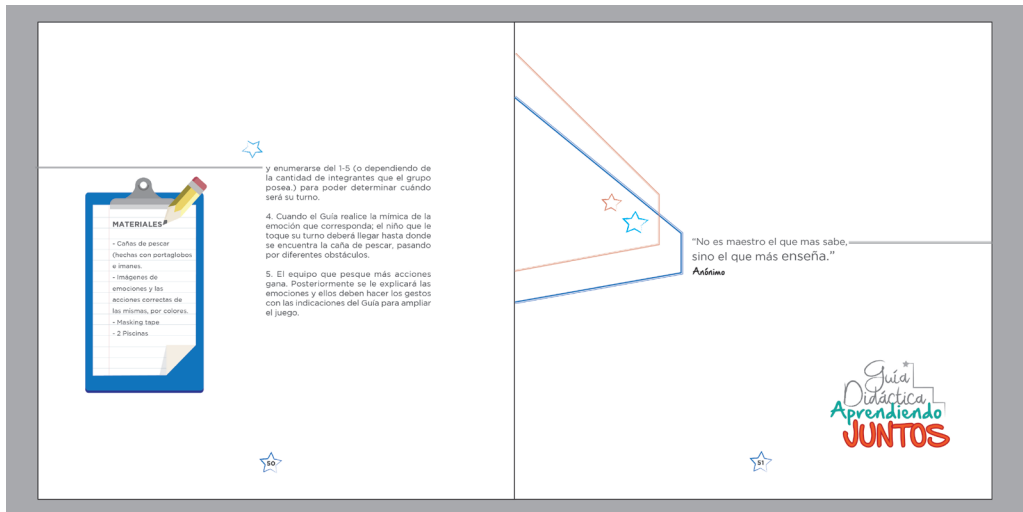 y enumerarse del 1-5 (o dependiendo de
la cantidad de integrantes que el grupo
posea.) para poder determinar cuándo
será su turno.
4. Cuando el Guía realice la mímica de la
emoción que corresponda; el niño que le
toque su turno deberá llegar hasta donde
se encuentra la caña de pescar, pasando
por diferentes obstáculos.
5. El equipo que pesque más acciones
gana. Posteriormente se le explicará las
emociones y ellos deben hacer los gestos
con las indicaciones del Guía para ampliar
el juego.
MATERIALES
- Cañas de pescar
(hechas con portaglobos
e imanes.
- Imágenes de
emociones y las
acciones correctas de
las mismas, por colores.
- Masking tape
- 2 Piscinas
50
"No es maestro el que mas sabe,
sino el que más enseña."
Anónimo
Guía
Didáctica
Aprendiendo
JUNTOS
51